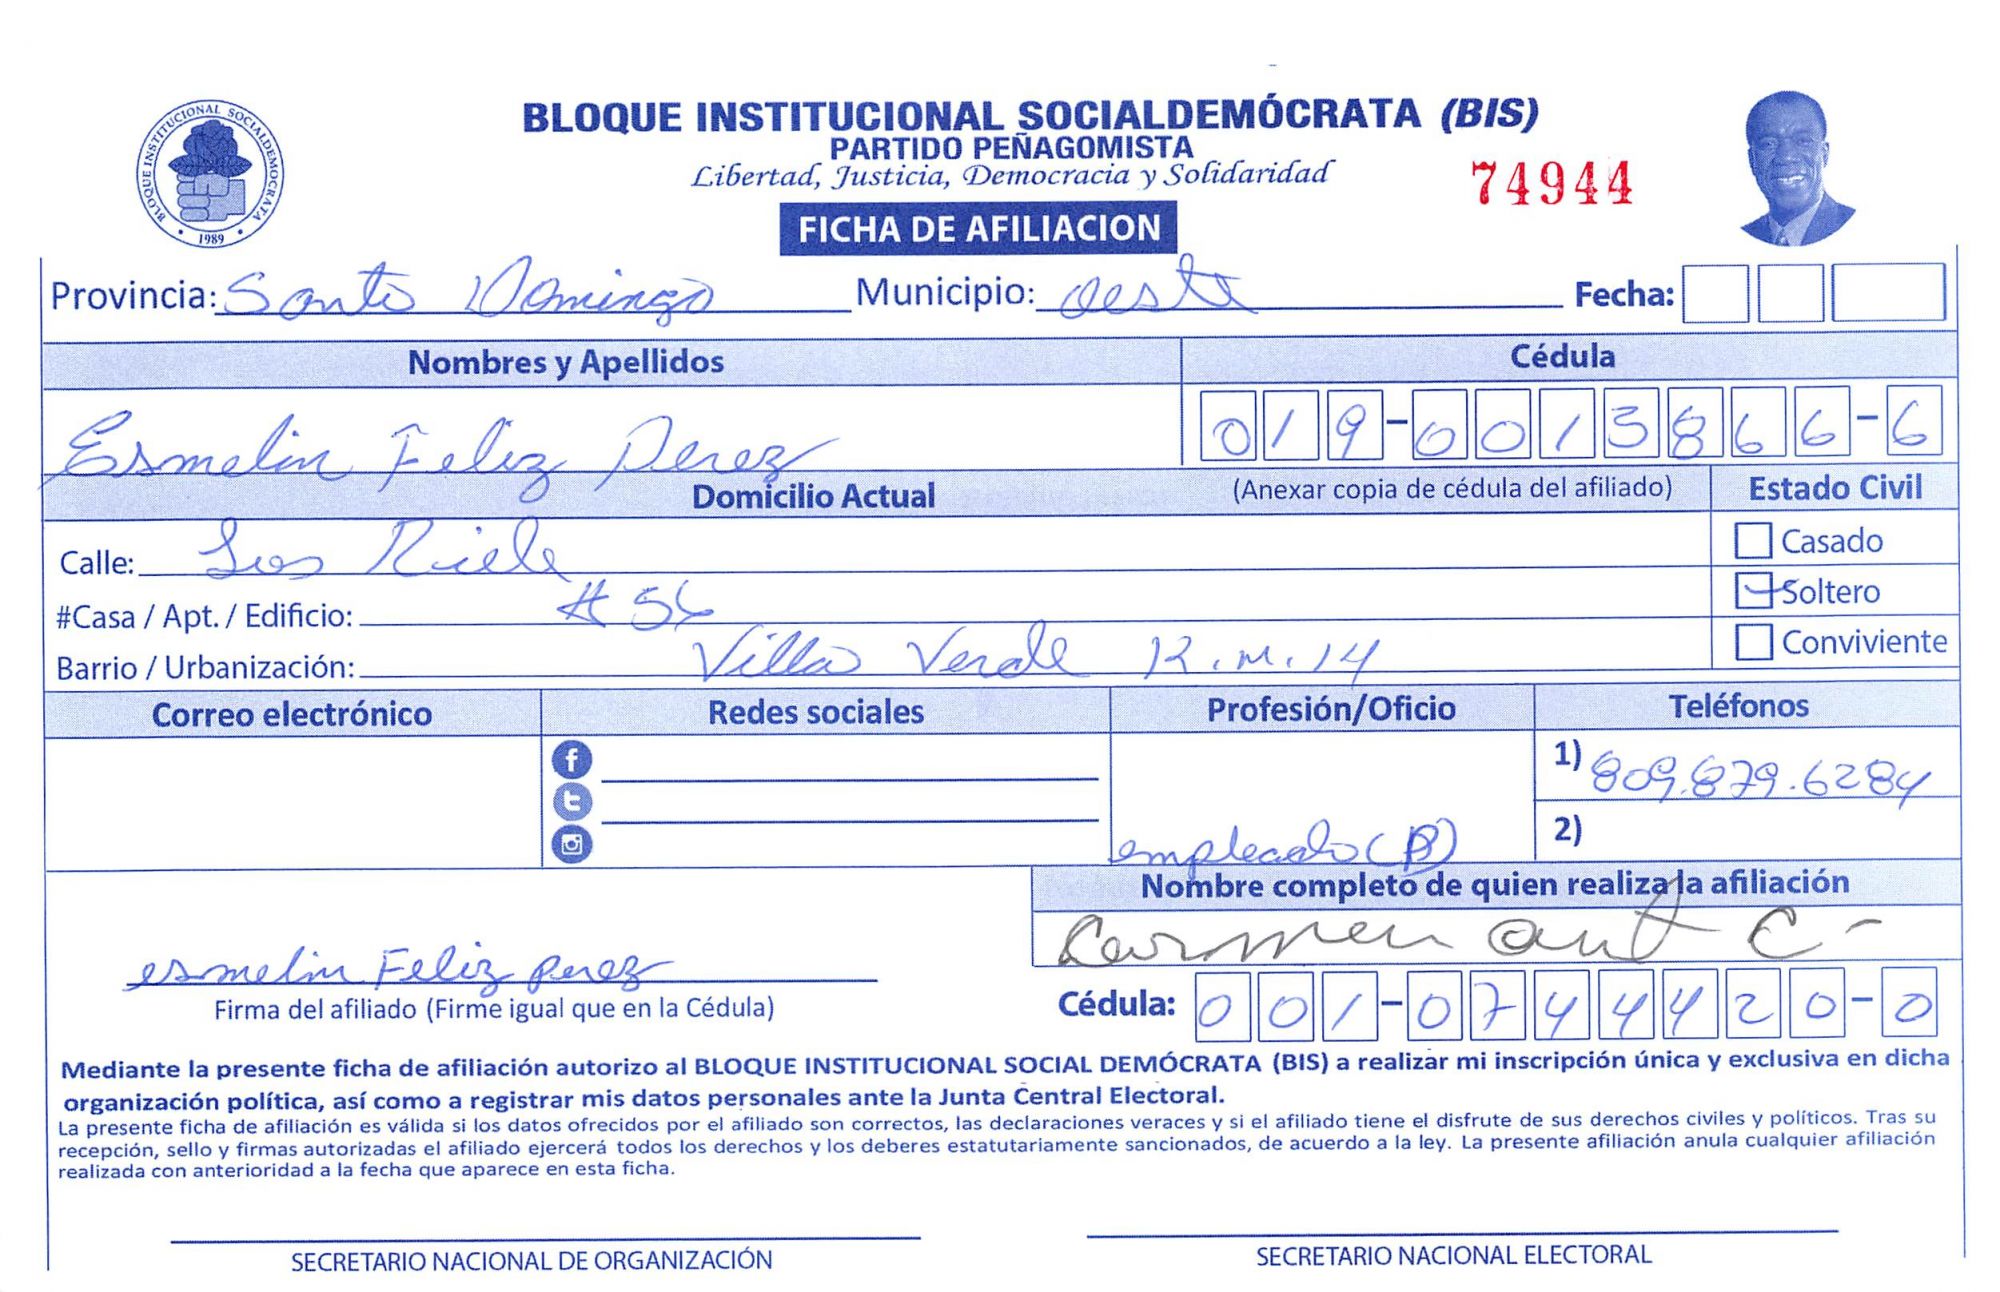 BLOQUE INSTITUCIONAL SOCIALDEMOCRATA
1989
BLOQUE INSTITUCIONAL SOCIALDEMÓCRATA (BIS)
PARTIDO PEÑAGOMISTA
Libertad, Justicia, Democracia y Solidaridad
74944
FICHA DE AFILIACION
Provincia: Santo Domingo Municipio: Oeste Fecha:
Nombres y Apellidos Cédula
Esmelin Feliz Perez 019-0013866-6
Domicilio Actual (Anexar copia de cédula del afiliado) Estado Civil
Calle: Los Riele Casado
#Casa / Apt. / Edificio: #56 Soltero
Barrio / Urbanización: Villa Verde K.M.14 Conviviente
Correo electrónico Redes sociales Profesión/Oficio Teléfonos
1) 809.879.6284
empleado (P) 2)
Nombre completo de quien realiza la afiliación
Carmen ant C-
esmelin Feliz perez
Firma del afiliado (Firme igual que en la Cédula) Cédula: 001-0744420-0
Mediante la presente ficha de afiliación autorizo al BLOQUE INSTITUCIONAL SOCIAL DEMÓCRATA (BIS) a realizar mi inscripción única y exclusiva en dicha
organización política, así como a registrar mis datos personales ante la Junta Central Electoral.
La presente ficha de afiliación es válida si los datos ofrecidos por el afiliado son correctos, las declaraciones veraces y si el afiliado tiene el disfrute de sus derechos civiles y políticos. Tras su
recepción, sello y firmas autorizadas el afiliado ejercerá todos los derechos y los deberes estatutariamente sancionados, de acuerdo a la ley. La presente afiliación anula cualquier afiliación
realizada con anterioridad a la fecha que aparece en esta ficha.
SECRETARIO NACIONAL DE ORGANIZACIÓN SECRETARIO NACIONAL ELECTORAL